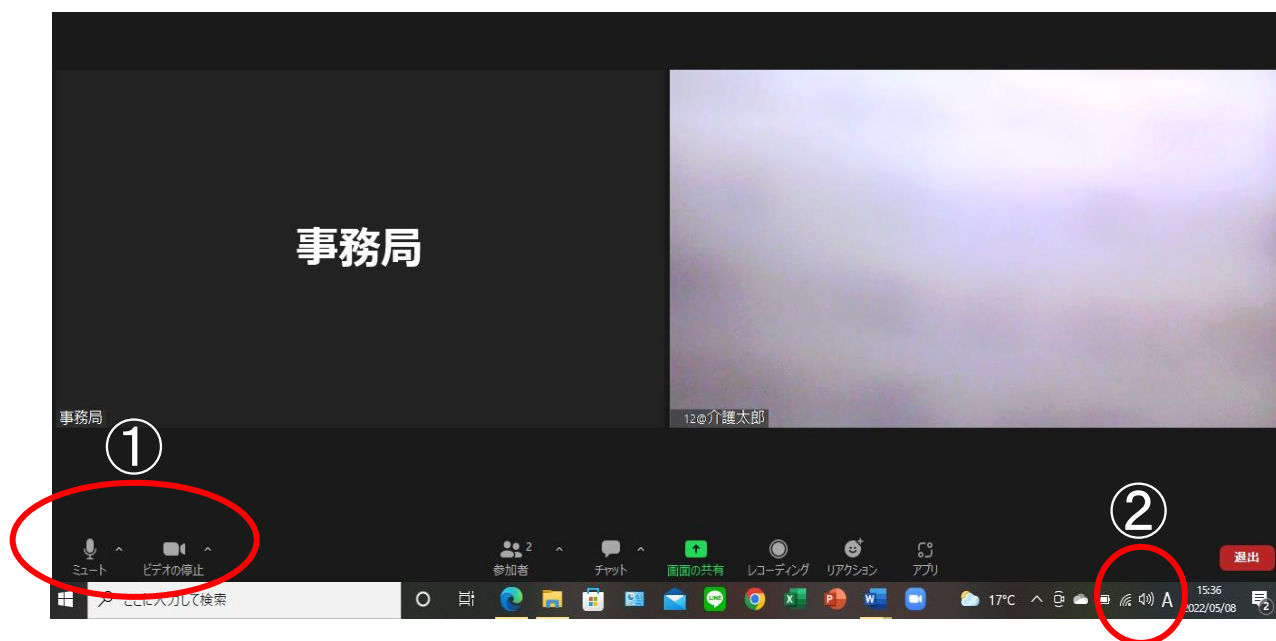 事務局
事務局
12@介護太郎
①
②
ミュート
ビデオの停止
2
参加者
チャット
画面の共有
レコーディング
リアクション
アプリ
退出
ここに入力して検索
LINE
17°C
A
15:36
2022/05/08
2